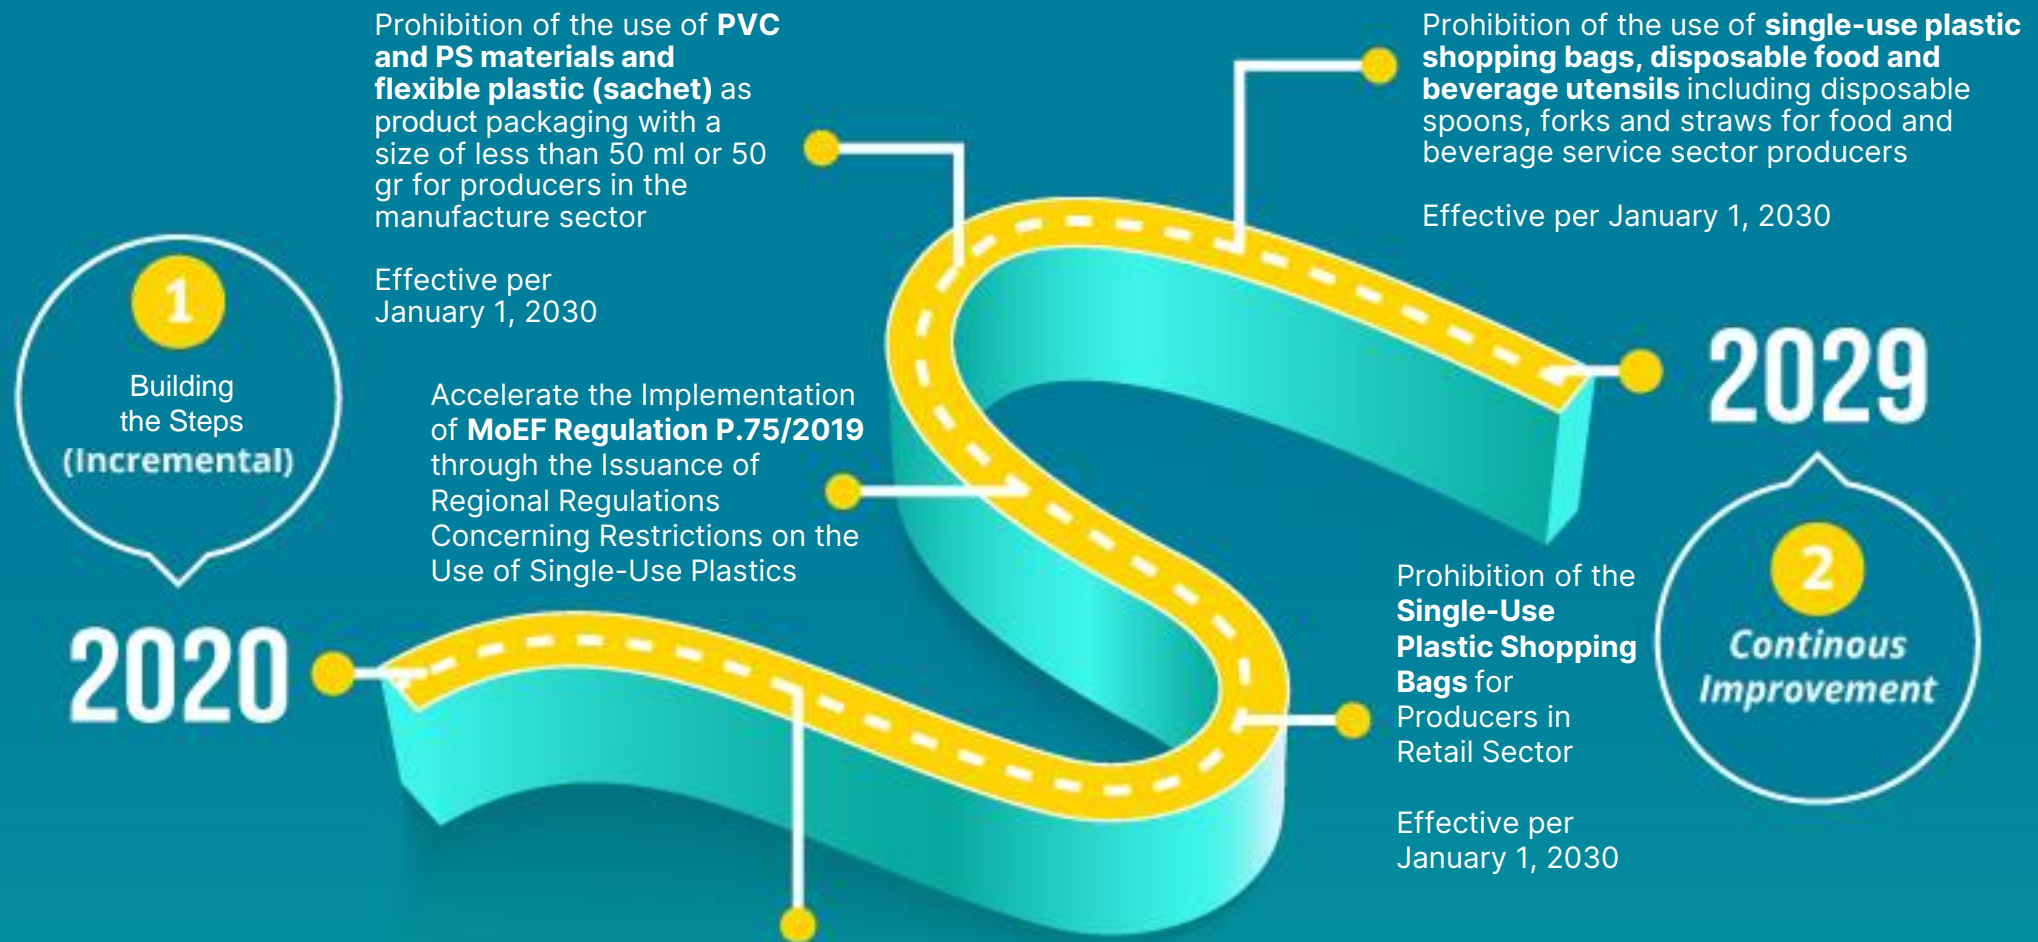 Prohibition of the use of PVC
and PS materials and
flexible plastic (sachet) as
product packaging with a
size of less than 50 ml or 50
gr for producers in the
manufacture sector
Effective per
January 1, 2030
Prohibition of the use of single-use plastic
shopping bags, disposable food and
beverage utensils including disposable
spoons, forks and straws for food and
beverage service sector producers
Effective per January 1, 2030
1
Building
the Steps
(Incremental)
2020
Accelerate the Implementation
of MoEF Regulation P.75/2019
through the Issuance of
Regional Regulations
Concerning Restrictions on the
Use of Single-Use Plastics
2029
2
Continous
Improvement
Prohibition of the
Single-Use
Plastic Shopping
Bags for
Producers in
Retail Sector
Effective per
January 1, 2030